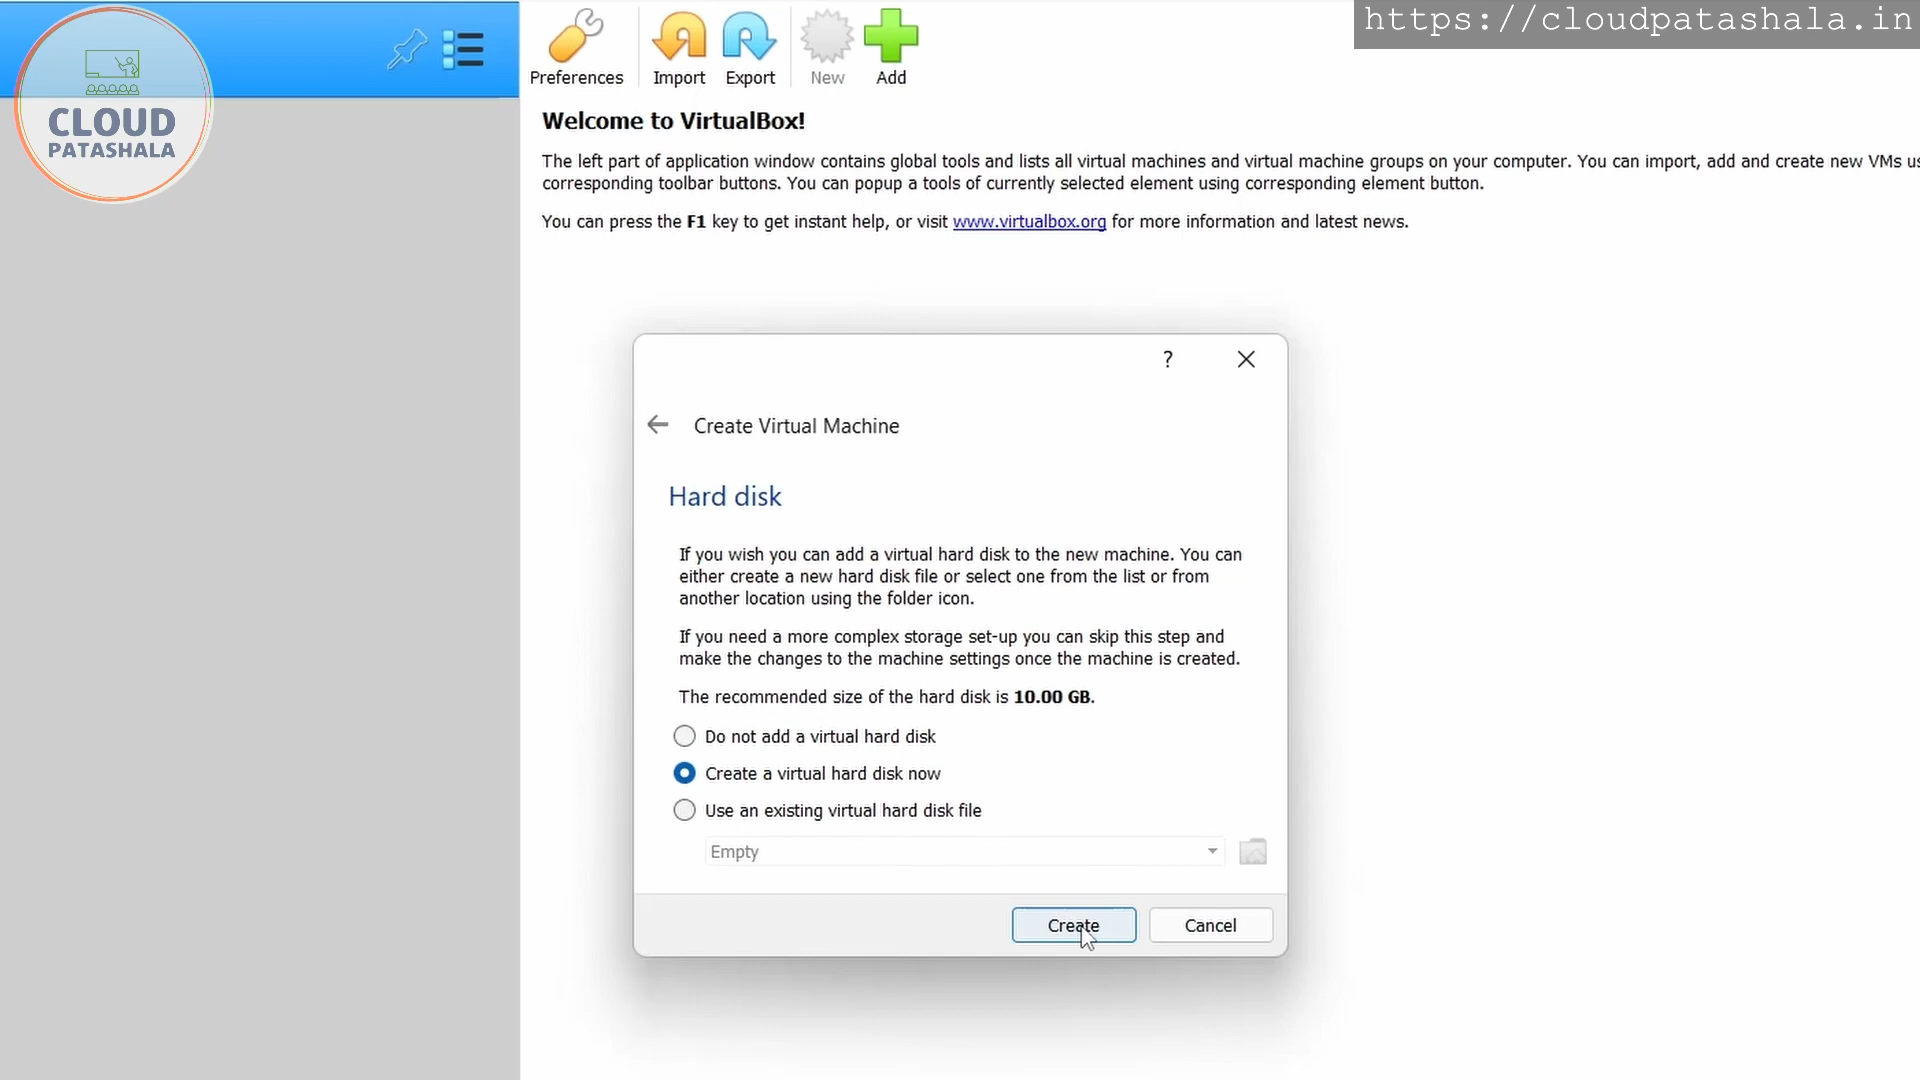 https://cloudpatashala.in
CLOUD
PATASHALA
Preferences
Import
Export
New
Add
Welcome to VirtualBox!
The left part of application window contains global tools and lists all virtual machines and virtual machine groups on your computer. You can import, add and create new VMs us
corresponding toolbar buttons. You can popup a tools of currently selected element using corresponding element button.
You can press the F1 key to get instant help, or visit www.virtualbox.org for more information and latest news.
?
Create Virtual Machine
Hard disk
If you wish you can add a virtual hard disk to the new machine. You can
either create a new hard disk file or select one from the list or from
another location using the folder icon.
If you need a more complex storage set-up you can skip this step and
make the changes to the machine settings once the machine is created.
The recommended size of the hard disk is 10.00 GB.
Do not add a virtual hard disk
Create a virtual hard disk now
Use an existing virtual hard disk file
Empty
Create
Cancel